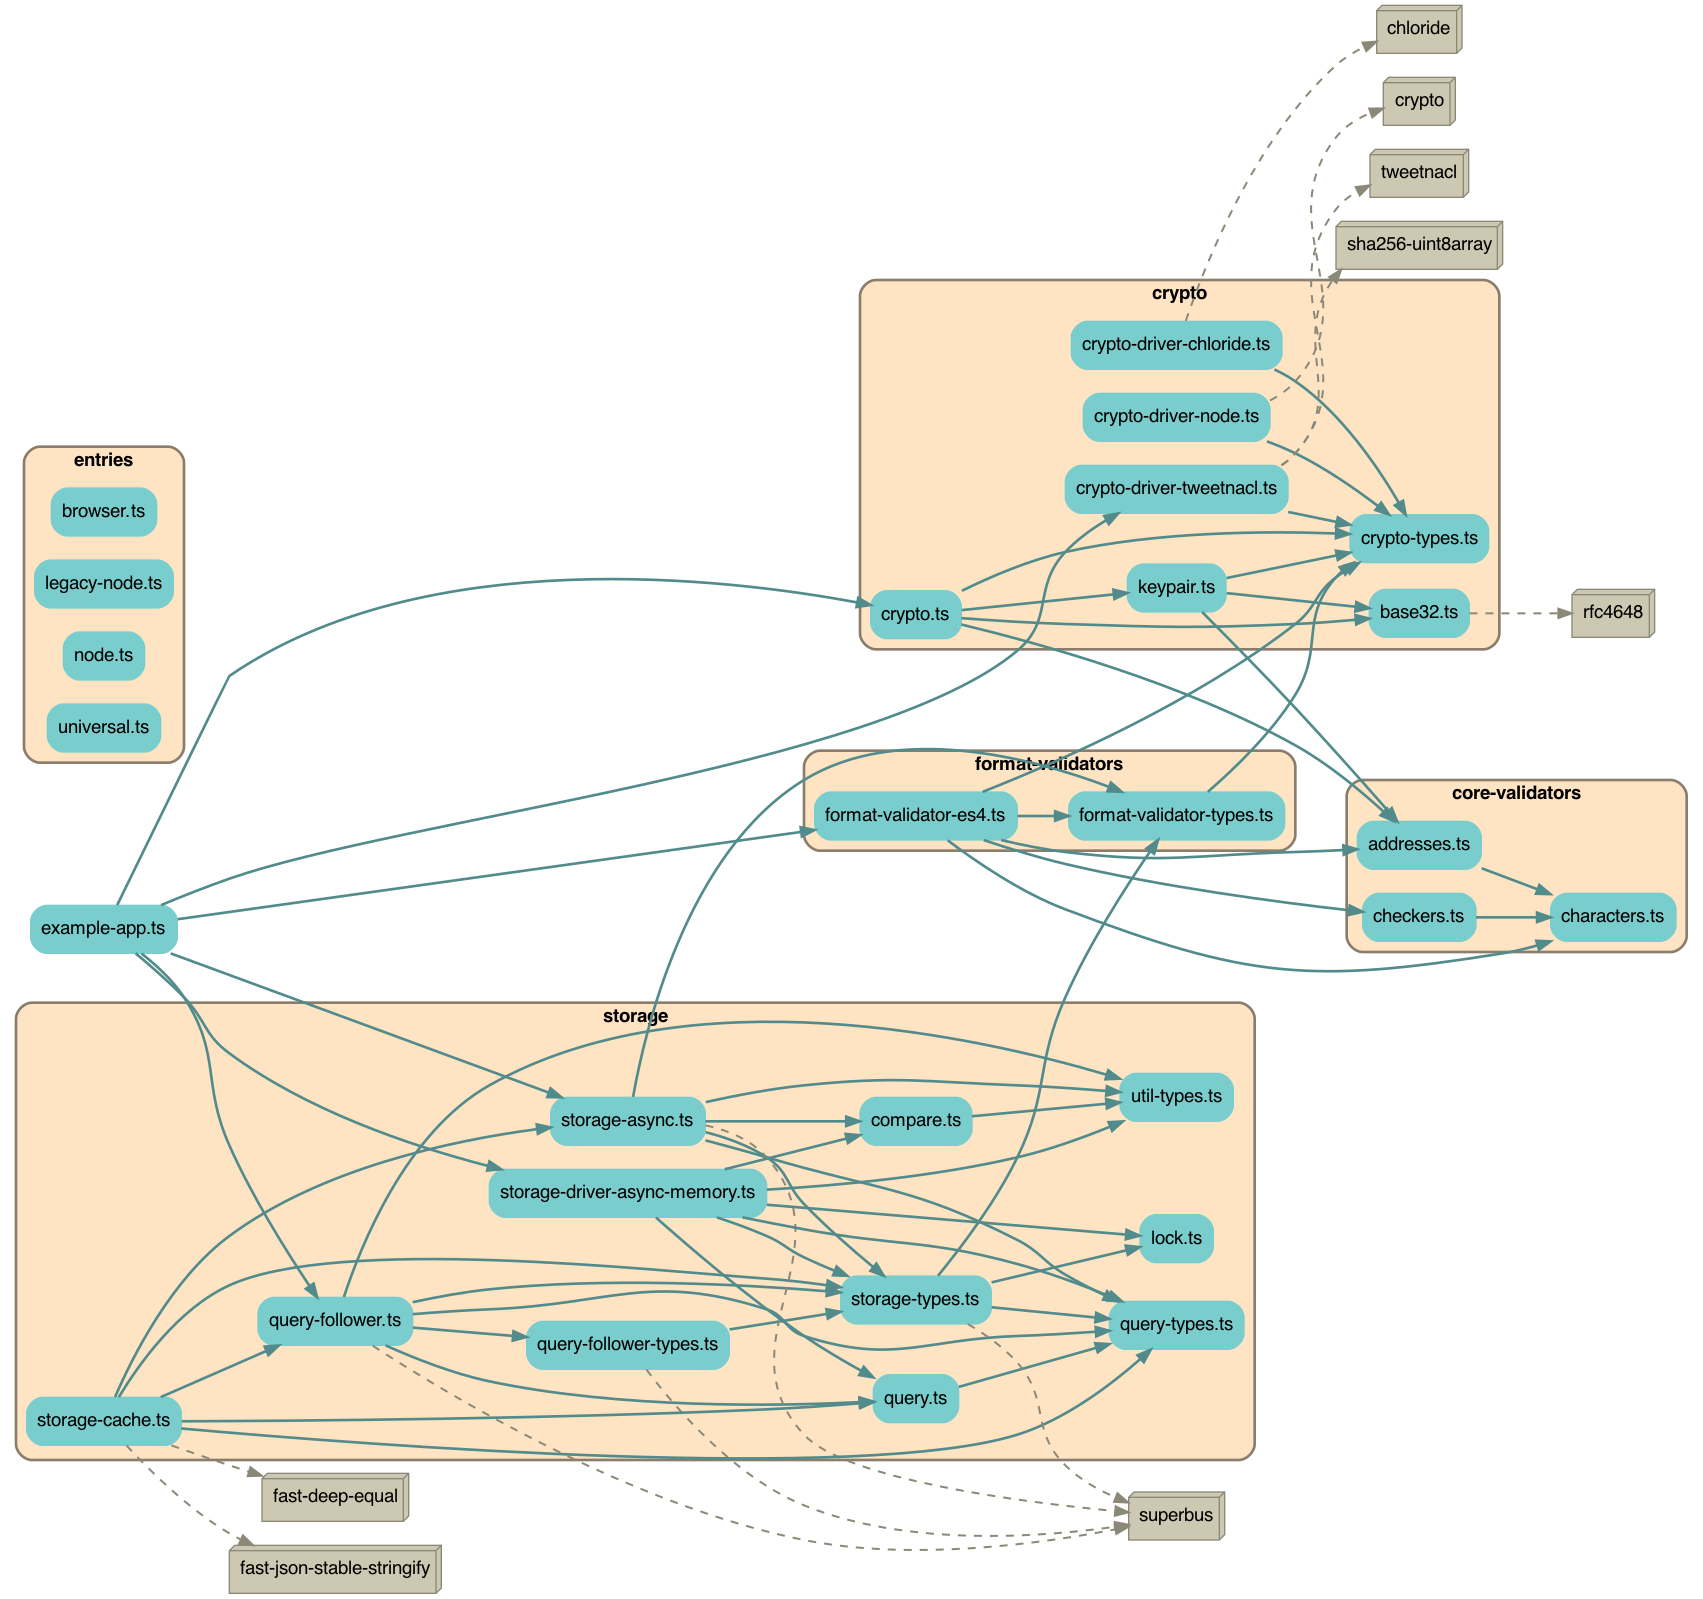 chloride
crypto
tweetnacl
sha256-uint8array
crypto
crypto-driver-chloride.ts
crypto-driver-node.ts
crypto-driver-tweetnacl.ts
crypto-types.ts
keypair.ts
crypto.ts
base32.ts
rfc4648
entries
browser.ts
legacy-node.ts
node.ts
universal.ts
format-validators
format-validator-es4.ts
format-validator-types.ts
core-validators
addresses.ts
checkers.ts
characters.ts
example-app.ts
storage
util-types.ts
storage-async.ts
compare.ts
storage-driver-async-memory.ts
lock.ts
storage-types.ts
query-types.ts
query-follower.ts
query-follower-types.ts
query.ts
storage-cache.ts
fast-deep-equal
superbus
fast-json-stable-stringify